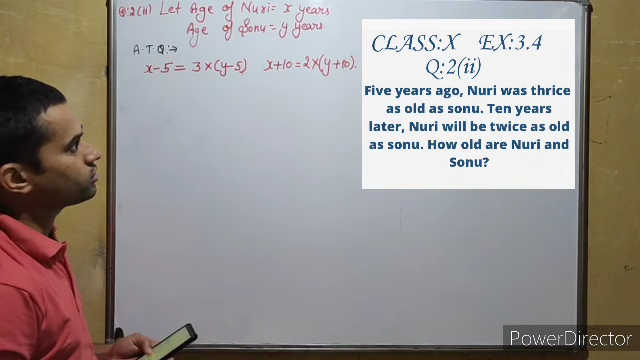 Q:2(ii) Let Age of Nuri = x years
Age of Sonu = y years.
A.T.Q:→
x-5 = 3×(y-5) x+10=2×(y+10).
CLASS:X EX:3.4
Q:2(ii)
Five years ago, Nuri was thrice
as old as sonu. Ten years
later, Nuri will be twice as old
as sonu. How old are Nuri and
Sonu?
PowerDirector